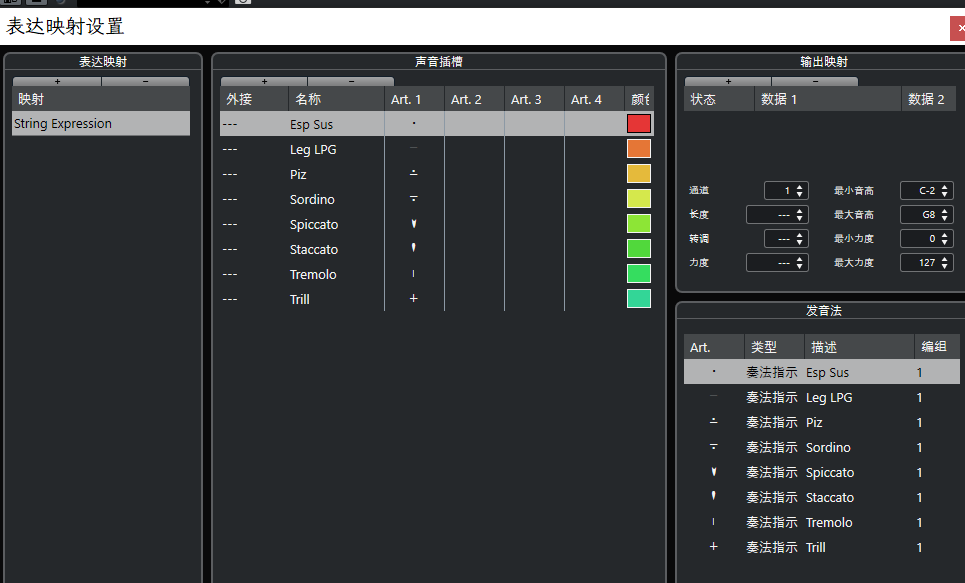 表达映射设置
表达映射
+ -
映射
String Expression
声音插槽
+ -
外接 名称 Art. 1 Art. 2 Art. 3 Art. 4
--- Esp Sus
--- Leg LPG
--- Piz
--- Sordino
--- Spiccato
--- Staccato
--- Tremolo
--- Trill +
输出映射
+ -
状态 数据 1 数据 2
通道 1 最小音高 C-2
长度 --- 最大音高 G8
转调 --- 最小力度 0
力度 --- 最大力度 127
发音法
Art. 类型 描述 编组
奏法指示 Esp Sus 1
奏法指示 Leg LPG 1
奏法指示 Piz 1
奏法指示 Sordino 1
奏法指示 Spiccato 1
奏法指示 Staccato 1
奏法指示 Tremolo 1
+ 奏法指示 Trill 1